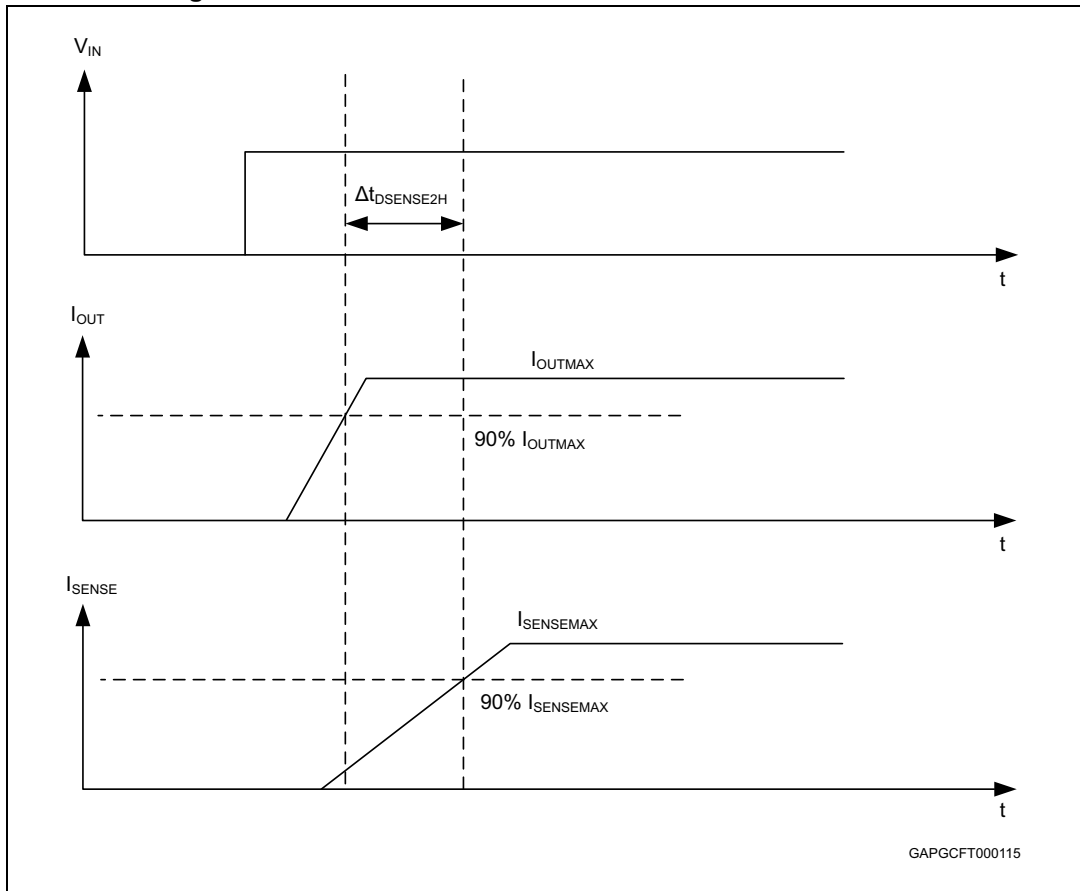 V_IN
Δt_DSENSE2H
t
I_OUT
I_OUTMAX
90% I_OUTMAX
t
I_SENSE
I_SENSEMAX
90% I_SENSEMAX
t
GAPGCFT000115